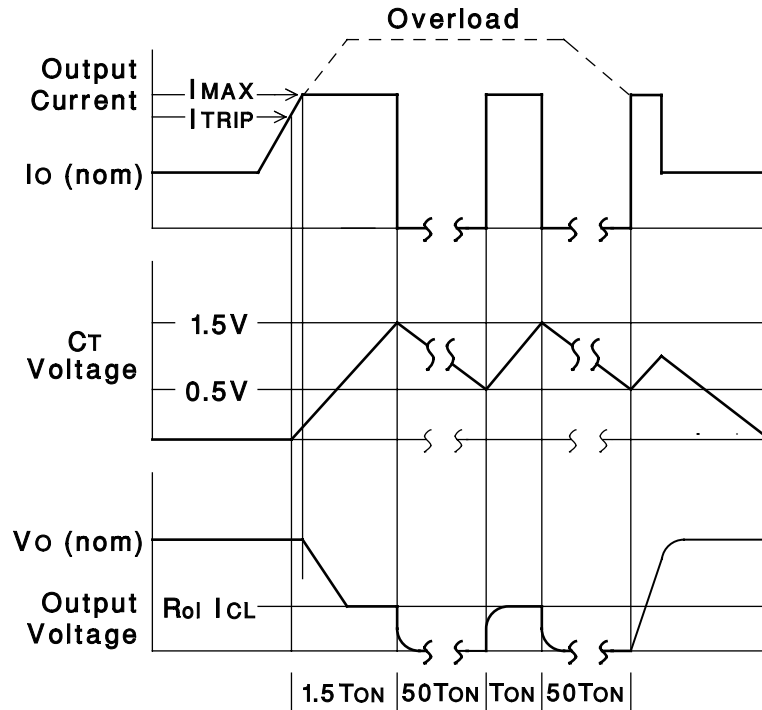 Overload
Output
Current
IMAX
ITRIP
IO (nom)
CT
Voltage
1.5V
0.5V
VO (nom)
Output
Voltage
Rol ICL
1.5TON
50TON
TON
50TON